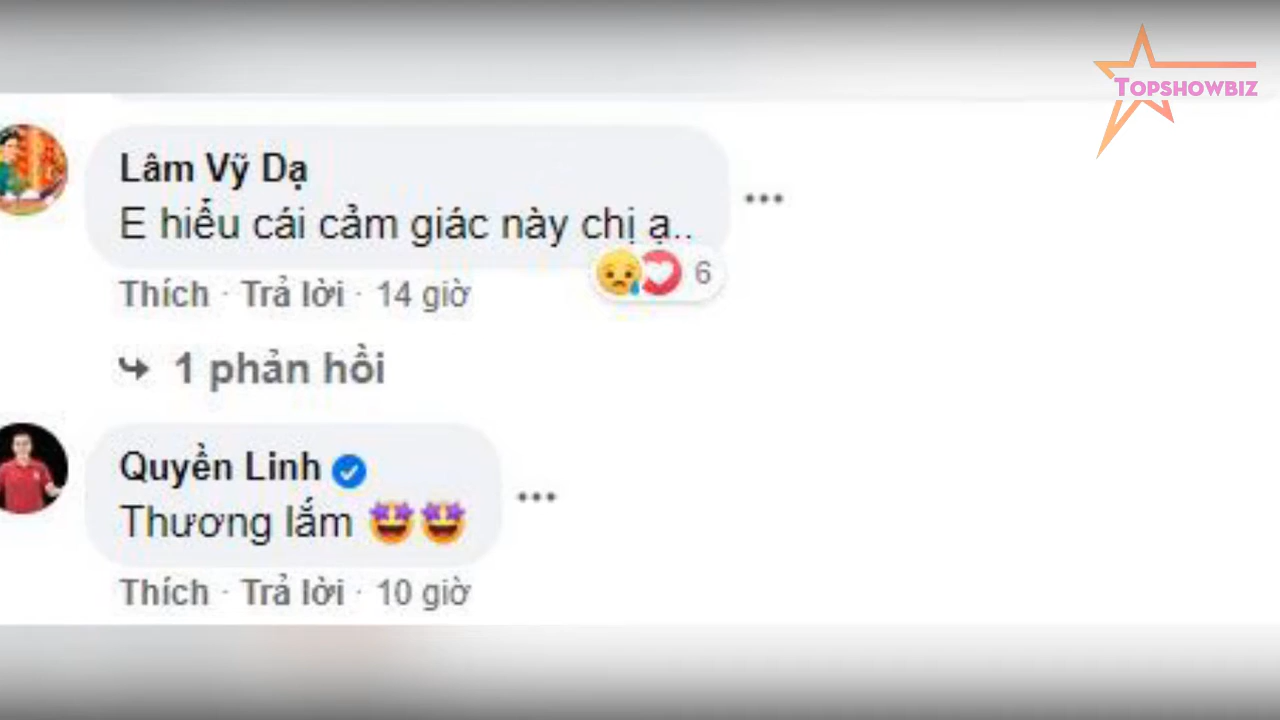 TOPSHOWBIZ
Lâm Vỹ Dạ
E hiểu cái cảm giác này chị ạ..
6
Thích · Trả lời · 14 giờ
1 phản hồi
Quyền Linh
Thương lắm 🤩🤩
Thích · Trả lời · 10 giờ